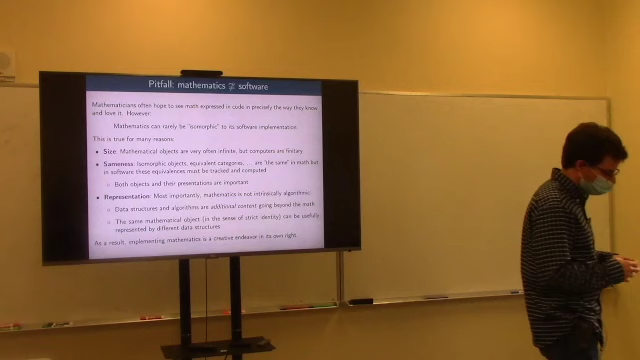 Pitfall: mathematics ≇ software
Mathematicians often hope to see math expressed in code in precisely the way they know
and love it. However:
Mathematics can rarely be "isomorphic" to its software implementation.
This is true for many reasons:
• Size: Mathematical objects are very often infinite, but computers are finitary
• Sameness: Isomorphic objects, equivalent categories, ... are "the same" in math but
in software these equivalences must be tracked and computed
○ Both objects and their presentations are important
• Representation: Most importantly, mathematics is not intrinsically algorithmic:
○ Data structures and algorithms are additional content going beyond the math
○ The same mathematical object (in the sense of strict identity) can be usefully
represented by different data structures
As a result, implementing mathematics is a creative endeavor in its own right.